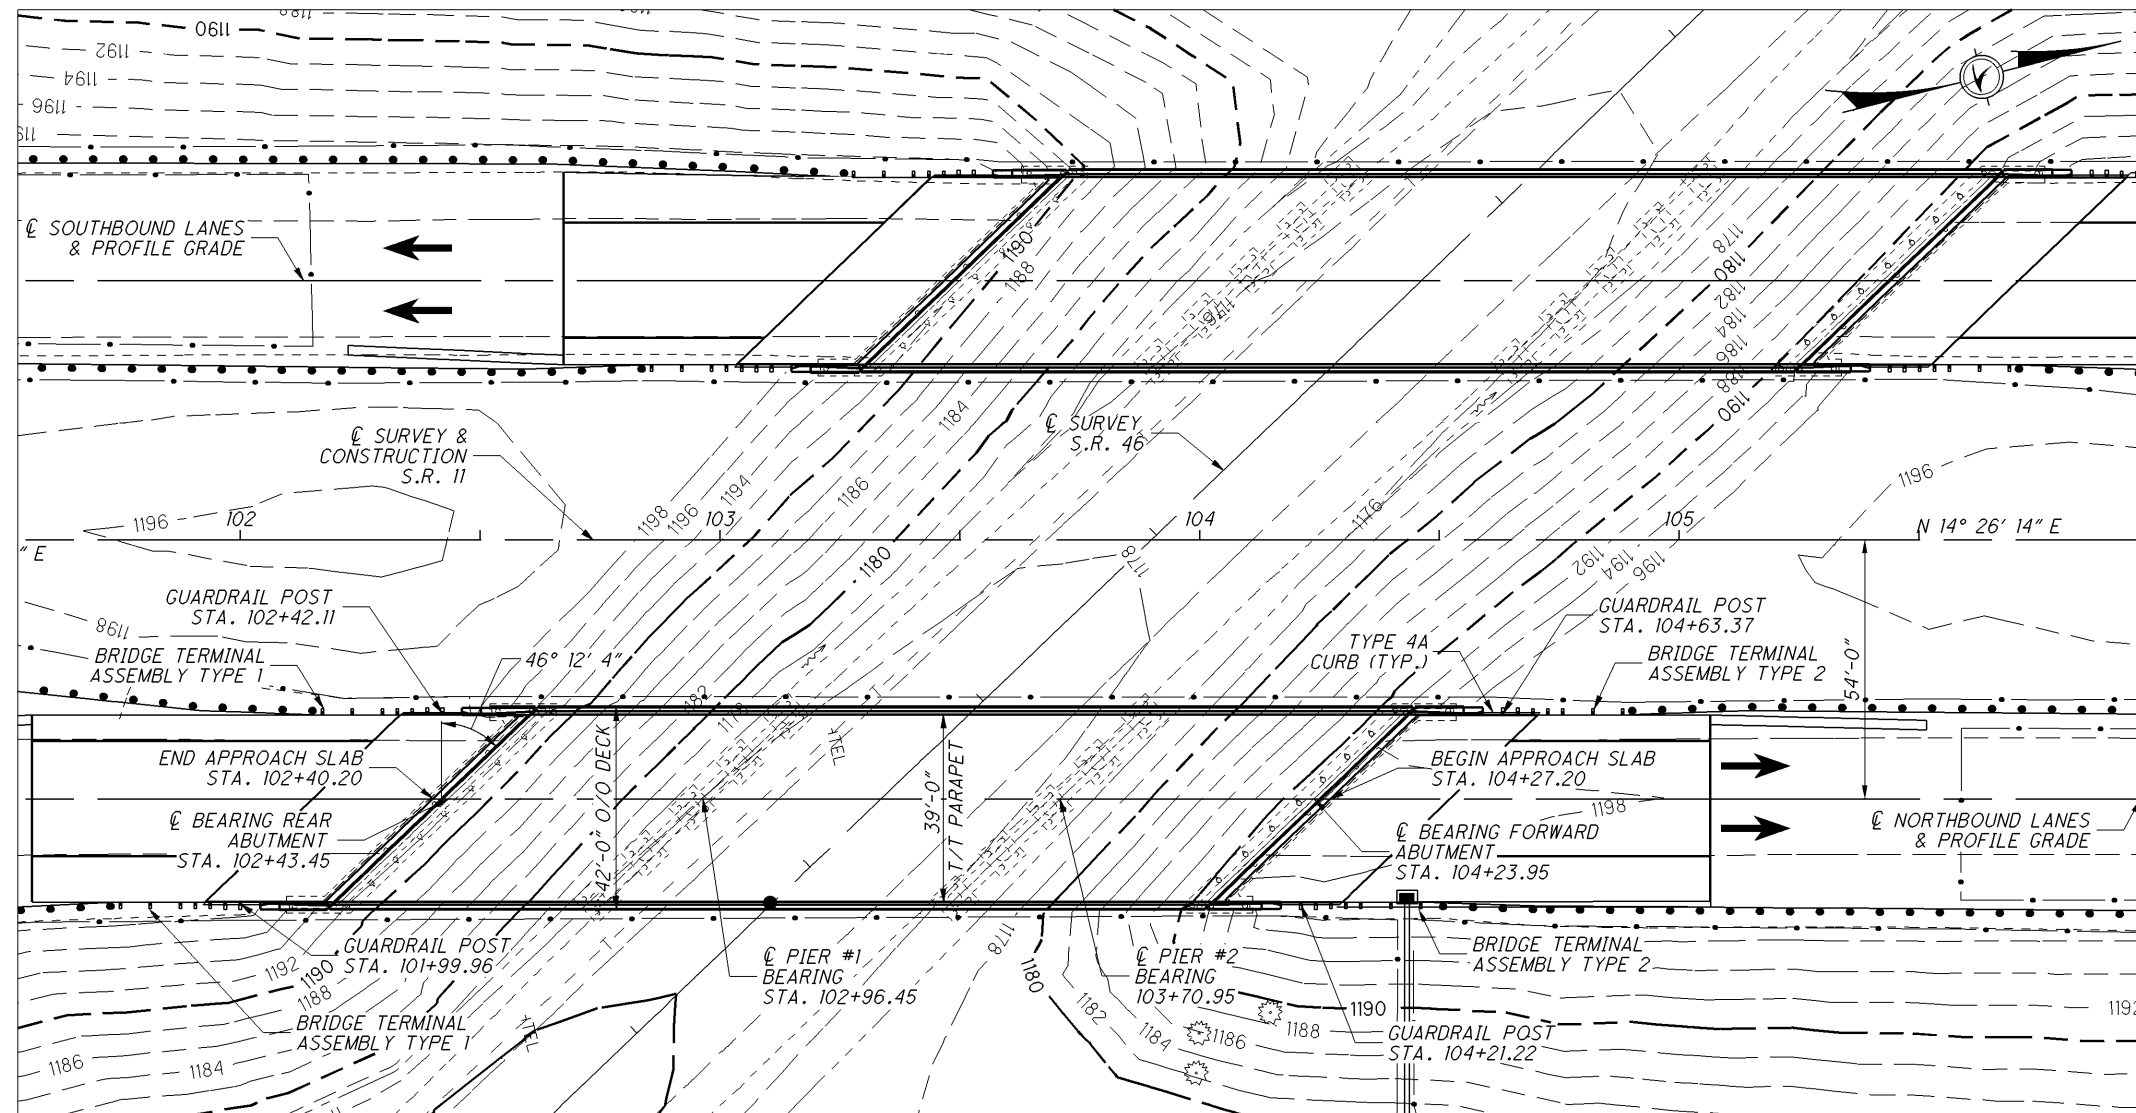 1188
1190
1192
1194
1196
℄ SOUTHBOUND LANES
& PROFILE GRADE
1190
1188
1176
1178
1180
1182
1184
1186
1188
1190
℄ SURVEY &
CONSTRUCTION
S.R. 11
1184
℄ SURVEY
S.R. 46
1186
1194
1196
1198
1196
1176
1196
102
103
104
105
N 14° 26' 14" E
" E
1180
1178
1192
1194
1196
GUARDRAIL POST
STA. 102+42.11
1198
BRIDGE TERMINAL
ASSEMBLY TYPE 1
46° 12' 4"
TYPE 4A
CURB (TYP.)
GUARDRAIL POST
STA. 104+63.37
BRIDGE TERMINAL
ASSEMBLY TYPE 2
54'-0"
1182
1178
TEL
END APPROACH SLAB
STA. 102+40.20
42'-0" O/O DECK
39'-0"
T/T PARAPET
BEGIN APPROACH SLAB
STA. 104+27.20
1198
℄ BEARING REAR
ABUTMENT
STA. 102+43.45
℄ BEARING FORWARD
ABUTMENT
STA. 104+23.95
℄ NORTHBOUND LANES
& PROFILE GRADE
GUARDRAIL POST
STA. 101+99.96
℄ PIER #1
BEARING
STA. 102+96.45
℄ PIER #2
BEARING
103+70.95
BRIDGE TERMINAL
ASSEMBLY TYPE 2
1192
1190
1188
1178
1180
1182
1184
1186
1188
1190
1192
BRIDGE TERMINAL
ASSEMBLY TYPE 1
TEL
GUARDRAIL POST
STA. 104+21.22
1186
1184